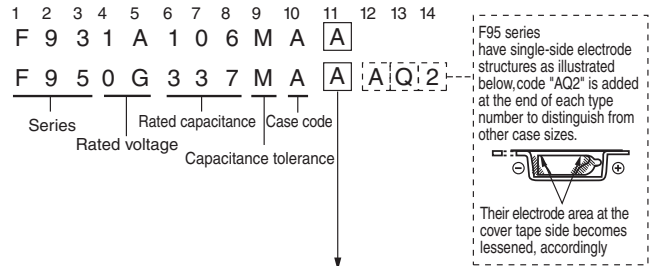 1 2 3 4 5 6 7 8 9 10 11 12 13 14
F 9 3 1 A 1 0 6 M A A
F 9 5 0 G 3 3 7 M A A A Q 2
Series
Rated voltage
Rated capacitance
Capacitance tolerance
Case code
F95 series
have single-side electrode
structures as illustrated
below,code "AQ2" is added
at the end of each type
number to distinguish from
other case sizes.
⊖ ⊕
Their electrode area at the
cover tape side becomes
lessened, accordingly